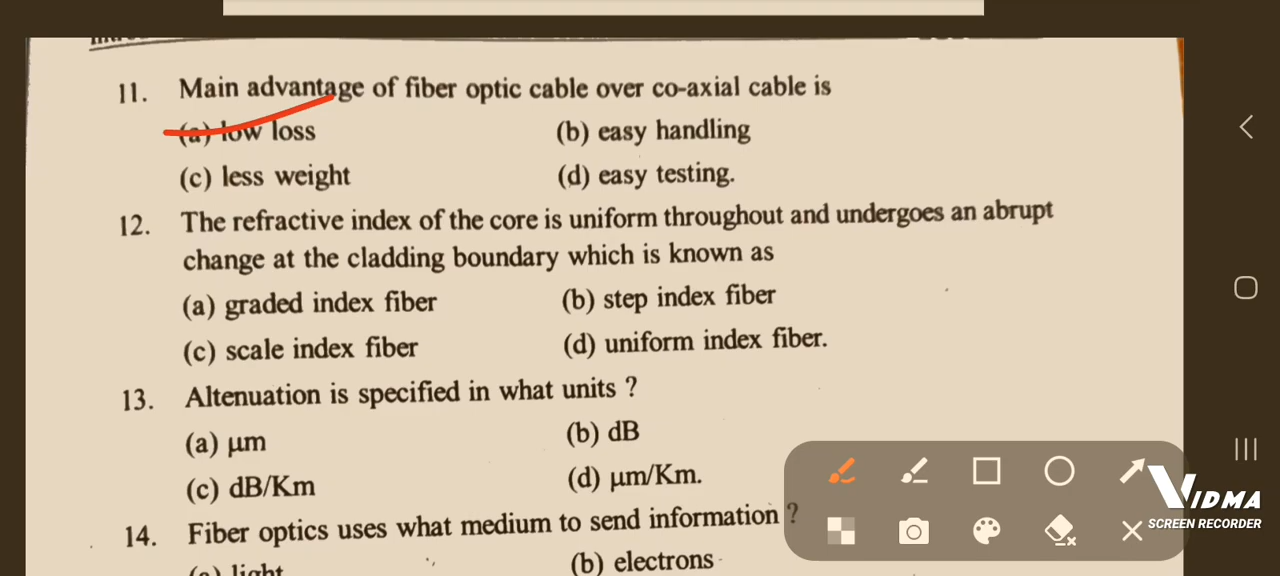 11. Main advantage of fiber optic cable over co-axial cable is
(a) low loss (b) easy handling
(c) less weight (d) easy testing.
12. The refractive index of the core is uniform throughout and undergoes an abrupt
change at the cladding boundary which is known as
(a) graded index fiber (b) step index fiber
(c) scale index fiber (d) uniform index fiber.
13. Altenuation is specified in what units ?
(a) μm (b) dB
(c) dB/Km (d) μm/Km.
14. Fiber optics uses what medium to send information ?
(a) light (b) electrons
VIDMA
SCREEN RECORDER